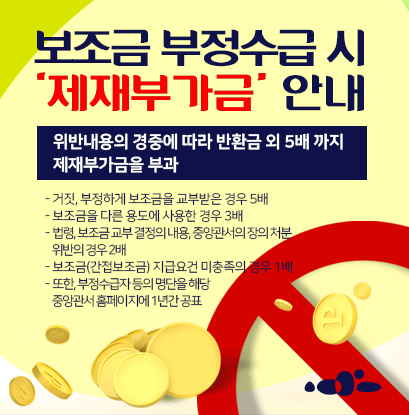 보조금 부정수급 시
'제재부가금' 안내
위반내용의 경중에 따라 반환금 외 5배 까지
제재부가금을 부과
- 거짓, 부정하게 보조금을 교부받은 경우 5배
- 보조금을 다른 용도에 사용한 경우 3배
- 법령, 보조금 교부 결정의 내용, 중앙관서의 장의 처분
위반의 경우 2배
- 보조금(간접보조금) 지급요건 미충족의 경우 1배
- 또한, 부정수급자 등의 명단을 해당
중앙관서 홈페이지에 1년간 공표